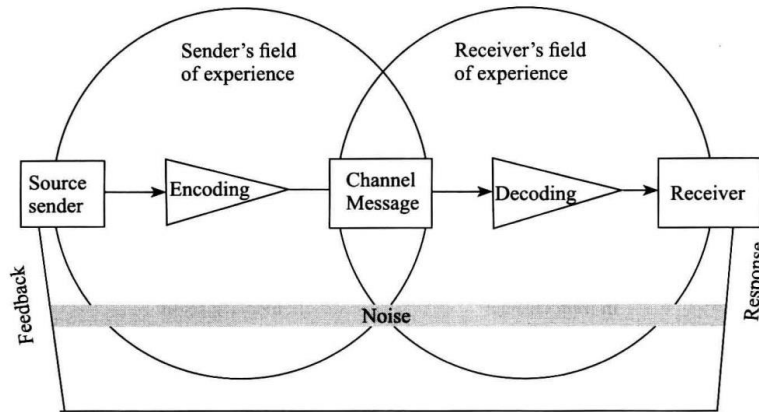 Sender's field
of experience
Receiver's field
of experience
Source
sender
Encoding
Channel
Message
Decoding
Receiver
Feedback
Noise
Response